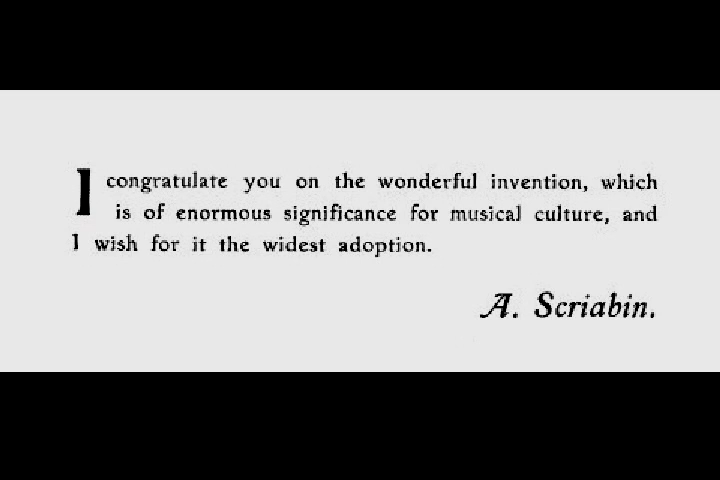 I congratulate you on the wonderful invention, which
is of enormous significance for musical culture, and
I wish for it the widest adoption.
A. Scriabin.